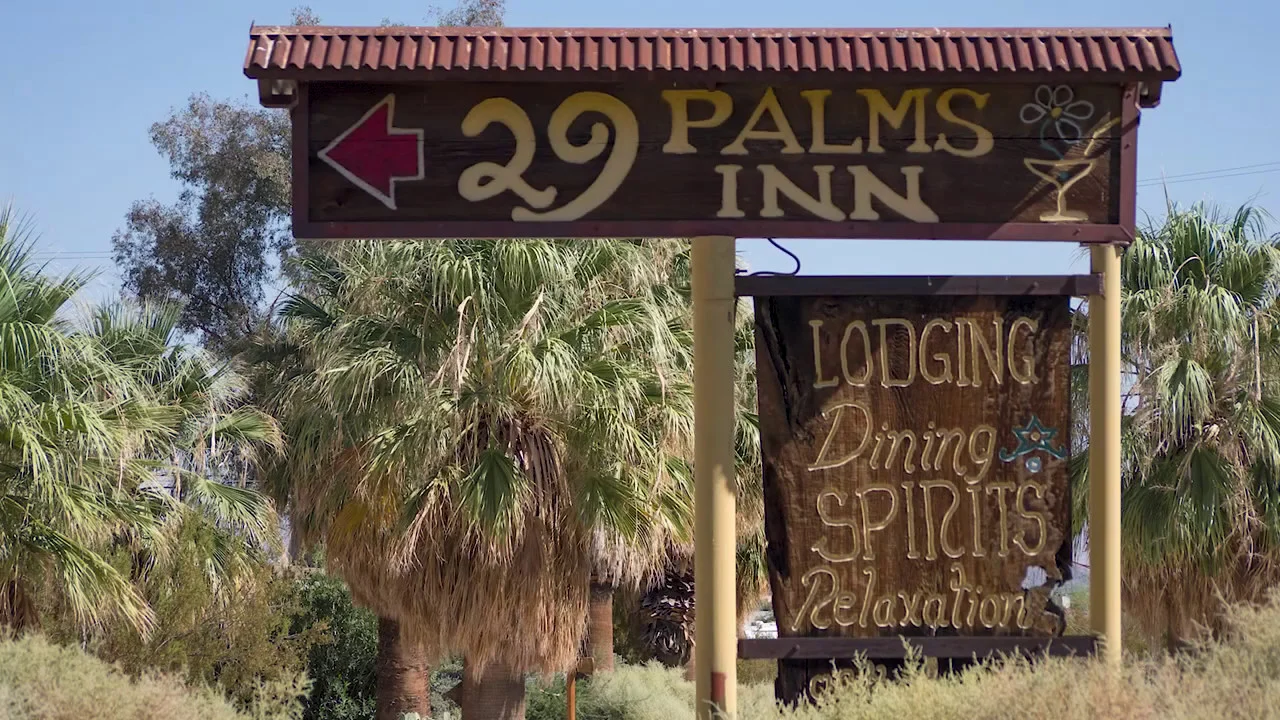 29 PALMS
INN
LODGING
Dining
SPIRITS
Relaxation